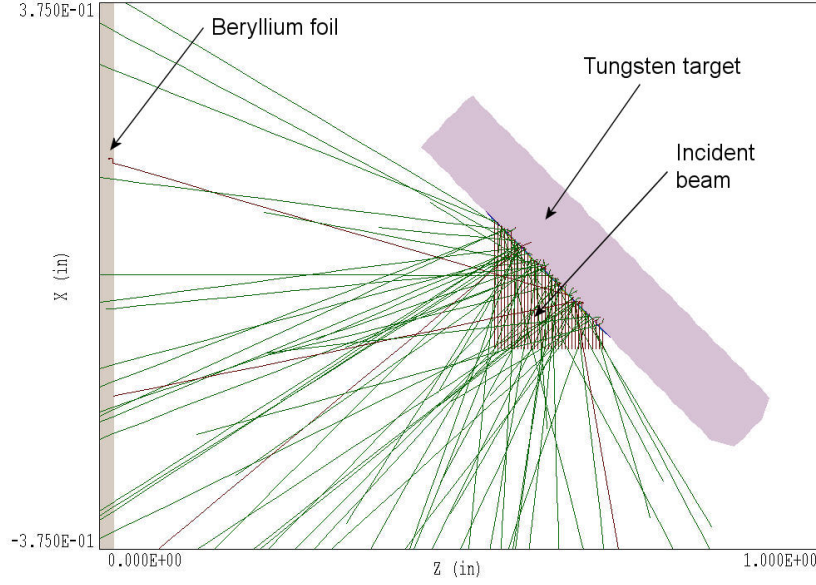 3.750E-01
Beryllium foil
Tungsten target
Incident
beam
X (in)
-3.750E-01
0.000E+00
Z (in)
1.000E+00